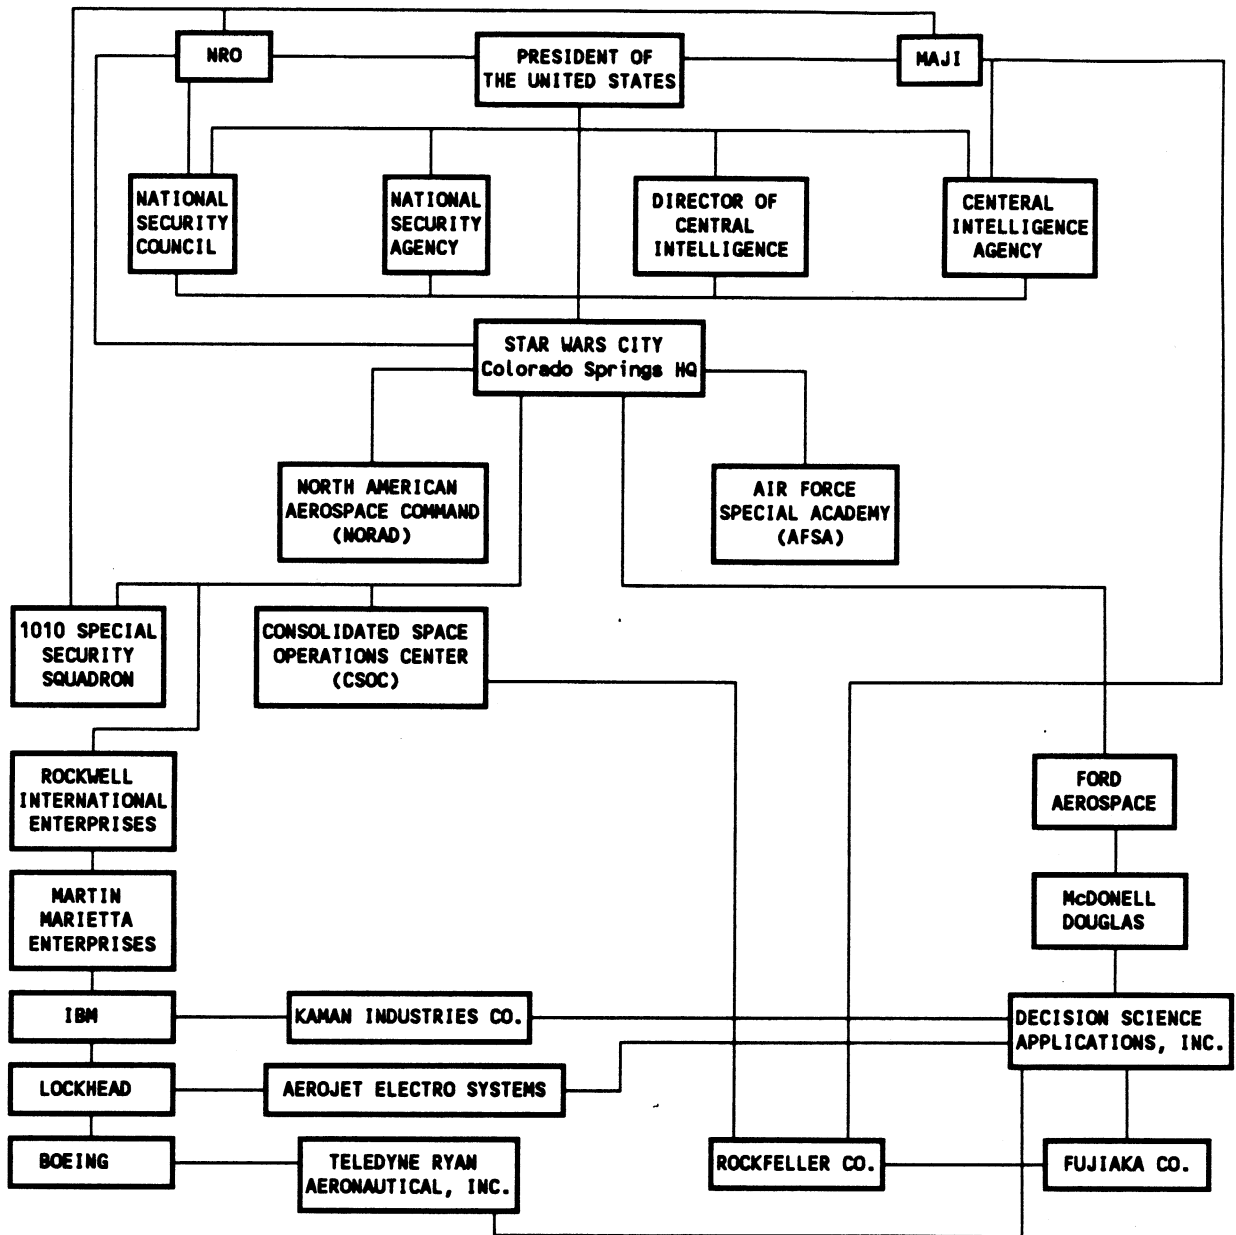 NRO
PRESIDENT OF
THE UNITED STATES
MAJI
NATIONAL
SECURITY
COUNCIL
NATIONAL
SECURITY
AGENCY
DIRECTOR OF
CENTRAL
INTELLIGENCE
CENTERAL
INTELLIGENCE
AGENCY
STAR WARS CITY
Colorado Springs HQ
NORTH AMERICAN
AEROSPACE COMMAND
(NORAD)
AIR FORCE
SPECIAL ACADEMY
(AFSA)
1010 SPECIAL
SECURITY
SQUADRON
CONSOLIDATED SPACE
OPERATIONS CENTER
(CSOC)
ROCKWELL
INTERNATIONAL
ENTERPRISES
FORD
AEROSPACE
MARTIN
MARIETTA
ENTERPRISES
McDONELL
DOUGLAS
IBM
KAMAN INDUSTRIES CO.
DECISION SCIENCE
APPLICATIONS, INC.
LOCKHEAD
AEROJET ELECTRO SYSTEMS
BOEING
TELEDYNE RYAN
AERONAUTICAL, INC.
ROCKFELLER CO.
FUJIAKA CO.